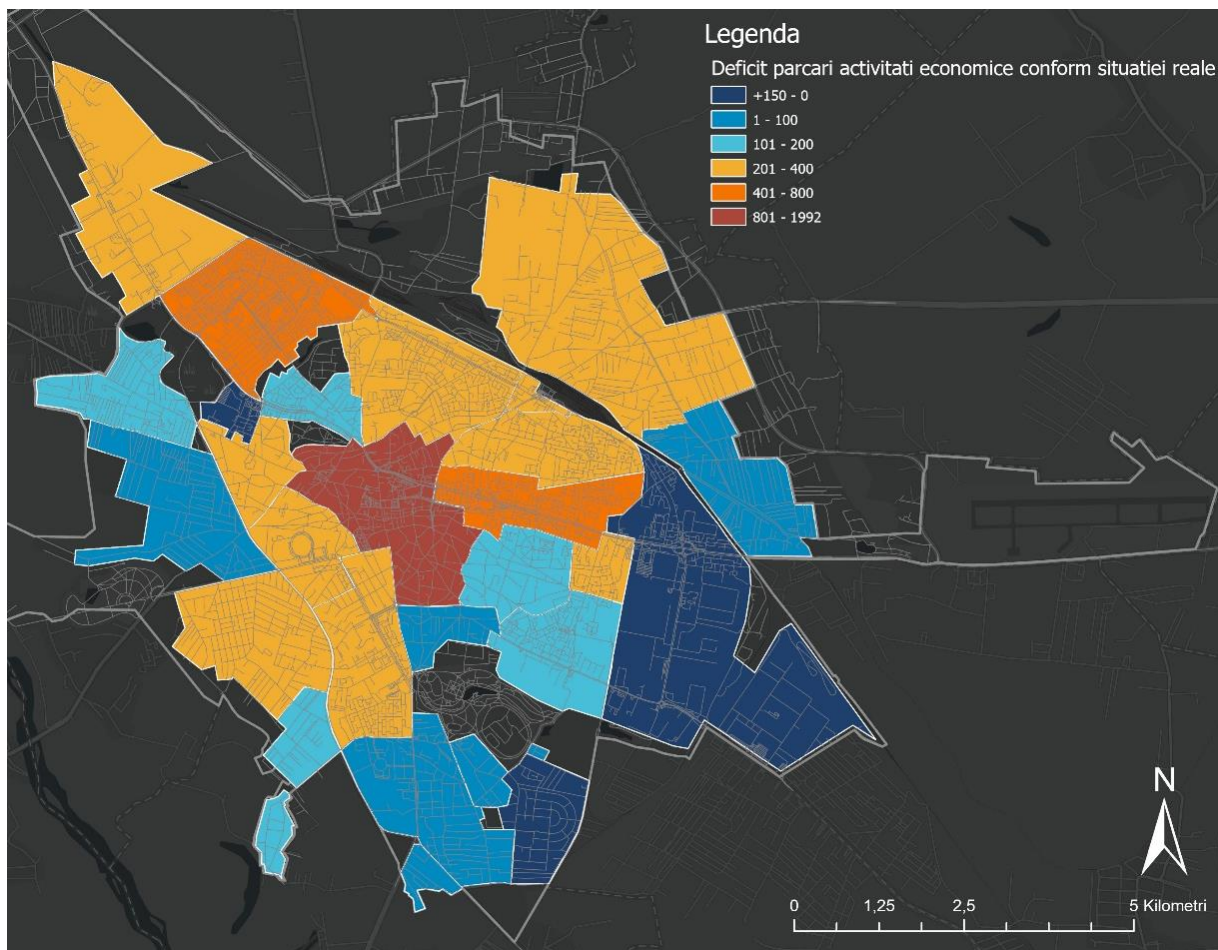 Legenda
Deficit parcari activitati economice conform situatiei reale
+150 - 0
1 - 100
101 - 200
201 - 400
401 - 800
801 - 1992
N
0 1,25 2,5 5 Kilometri